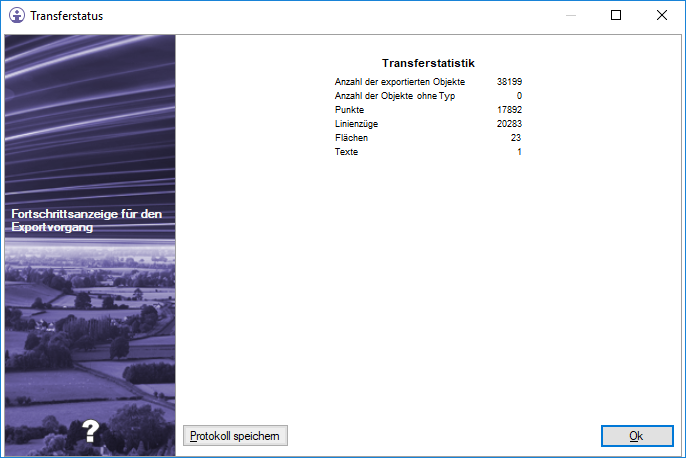 Transferstatus
Fortschrittsanzeige für den
Exportvorgang
?
Transferstatistik
Anzahl der exportierten Objekte 38199
Anzahl der Objekte ohne Typ 0
Punkte 17892
Linienzüge 20283
Flächen 23
Texte 1
Protokoll speichern
Ok